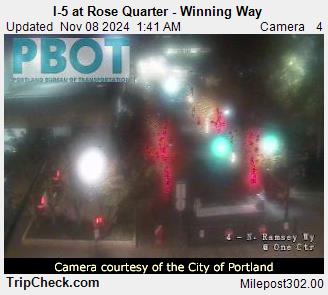 I-5 at Rose Quarter - Winning Way
Updated Nov 08 2024 1:41 AM Camera 4
PBOT
PORTLAND BUREAU OF TRANSPORTATION
4 - N. Ramsey Wy
@ One Ctr
Camera courtesy of the City of Portland
TripCheck.com Milepost302.00